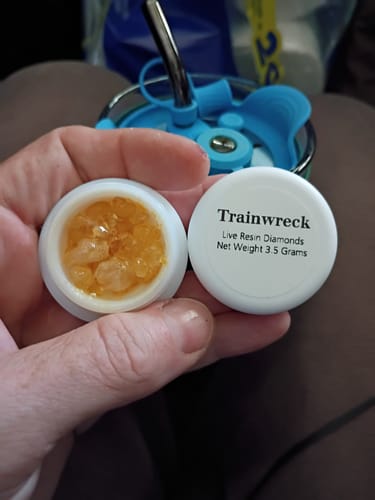 Trainwreck
Live Resin Diamonds
Net Weight 3.5 Grams